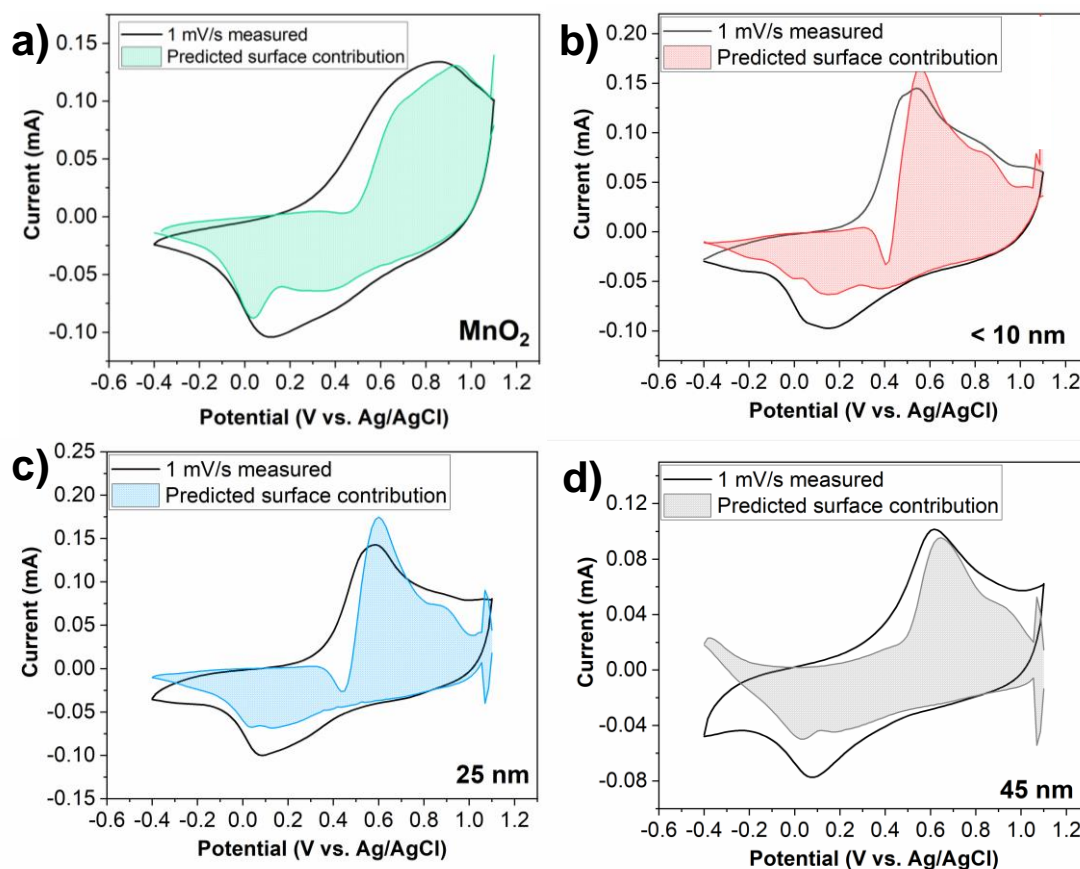 a)
1 mV/s measured
Predicted surface contribution
0.15
0.10
0.05
0.00
-0.05
-0.10
Current (mA)
MnO₂
-0.6 -0.4 -0.2 0.0 0.2 0.4 0.6 0.8 1.0 1.2
Potential (V vs. Ag/AgCl)
b)
1 mV/s measured
Predicted surface contribution
0.20
0.15
0.10
0.05
0.00
-0.05
-0.10
Current (mA)
< 10 nm
-0.6 -0.4 -0.2 0.0 0.2 0.4 0.6 0.8 1.0 1.2
Potential (V vs. Ag/AgCl)
c)
1 mV/s measured
Predicted surface contribution
0.25
0.20
0.15
0.10
0.05
0.00
-0.05
-0.10
-0.15
Current (mA)
25 nm
-0.6 -0.4 -0.2 0.0 0.2 0.4 0.6 0.8 1.0 1.2
Potential (V vs. Ag/AgCl)
d)
1 mV/s measured
Predicted surface contribution
0.12
0.08
0.04
0.00
-0.04
-0.08
Current (mA)
45 nm
-0.6 -0.4 -0.2 0.0 0.2 0.4 0.6 0.8 1.0 1.2
Potential (V vs. Ag/AgCl)